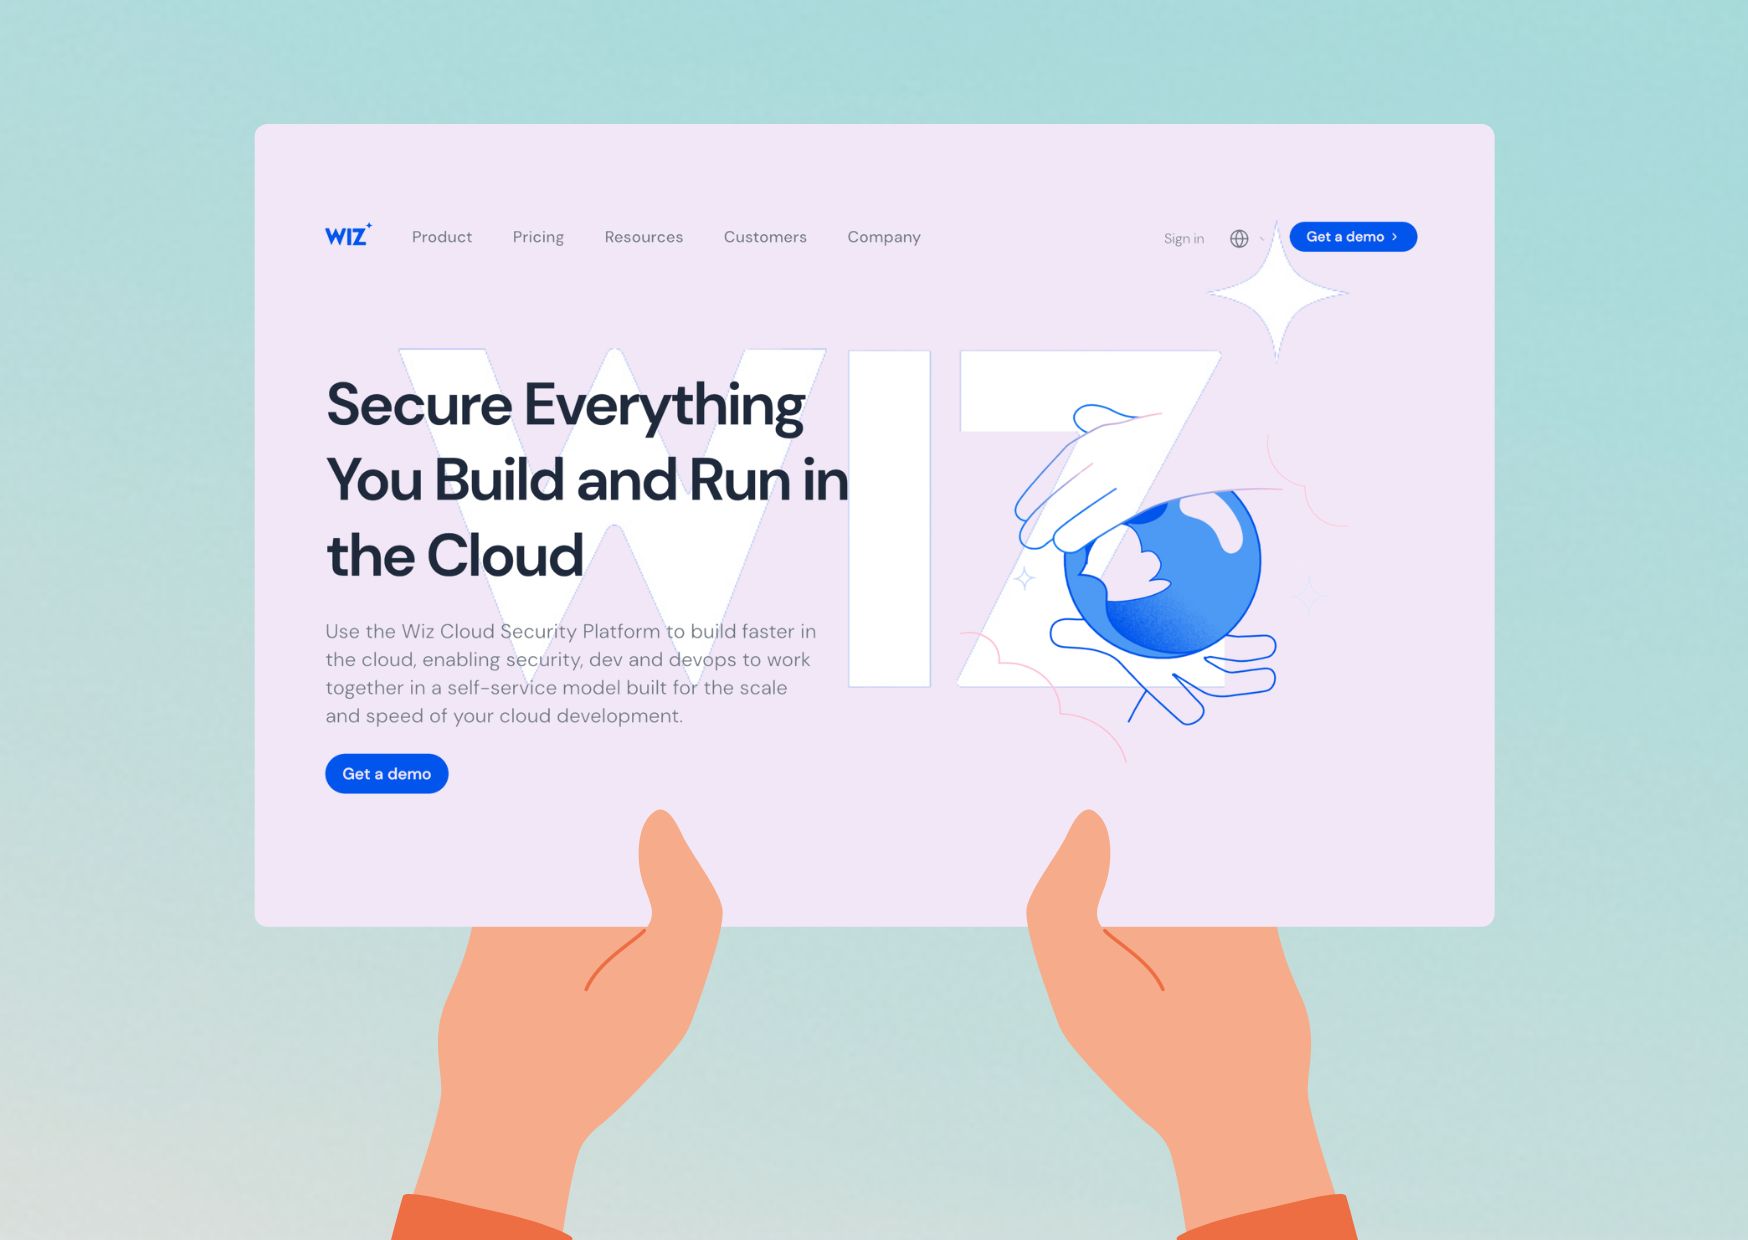 WIZ
Product Pricing Resources Customers Company
Sign in
Get a demo
WIZ
Secure Everything
You Build and Run in
the Cloud
Use the Wiz Cloud Security Platform to build faster in
the cloud, enabling security, dev and devops to work
together in a self-service model built for the scale
and speed of your cloud development.
Get a demo